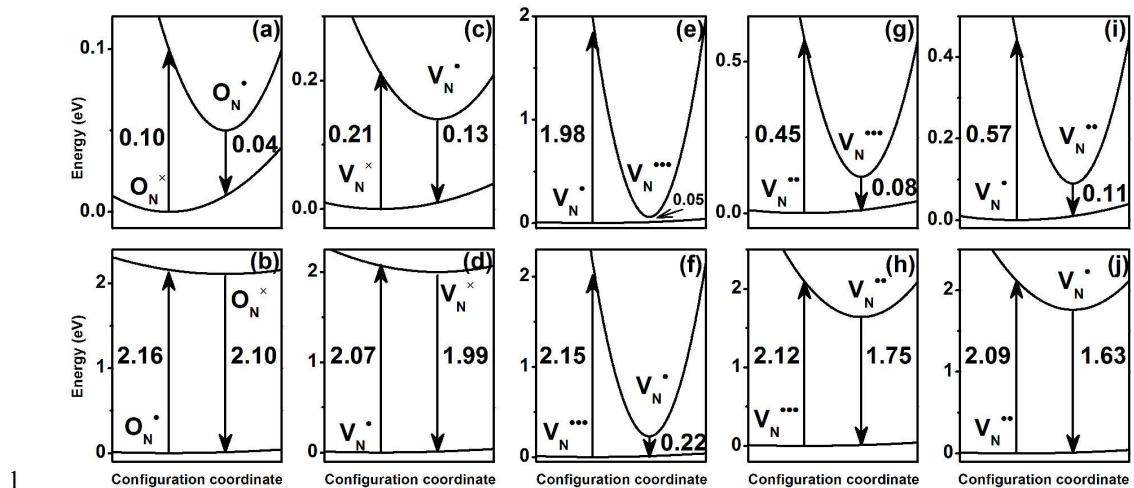 (a)
0.1
0.0
Energy (eV)
O_N^•
0.10
0.04
O_N^×
(c)
0.2
0.0
V_N^•
0.21
0.13
V_N^×
(e)
2
1
0
1.98
V_N^•••
V_N^•
0.05
(g)
0.5
0.0
0.45
V_N^•••
V_N^••
0.08
(i)
0.4
0.2
0.0
0.57
V_N^••
V_N^•
0.11
(b)
2
1
0
Energy (eV)
O_N^×
2.16
2.10
O_N^•
Configuration coordinate
(d)
2
1
0
V_N^×
2.07
1.99
V_N^•
Configuration coordinate
(f)
2
1
0
2.15
V_N^•
V_N^•••
0.22
Configuration coordinate
(h)
2
1
0
V_N^••
2.12
1.75
V_N^•••
Configuration coordinate
(j)
2
1
0
V_N^•
2.09
1.63
V_N^••
Configuration coordinate
1